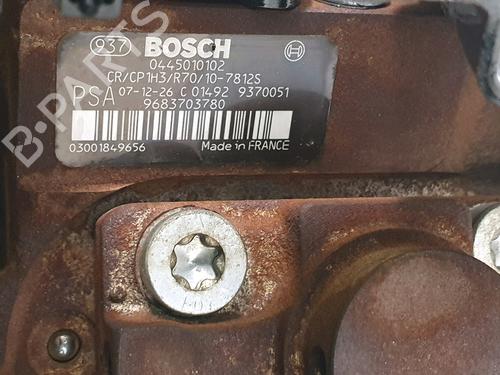 937 BOSCH
0445010102
CR/CP1H3/R70/10-7812S
PSA 07-12-26 C 01492 9370051
9683703780
03001849656 Made in FRANCE
B-PARTS